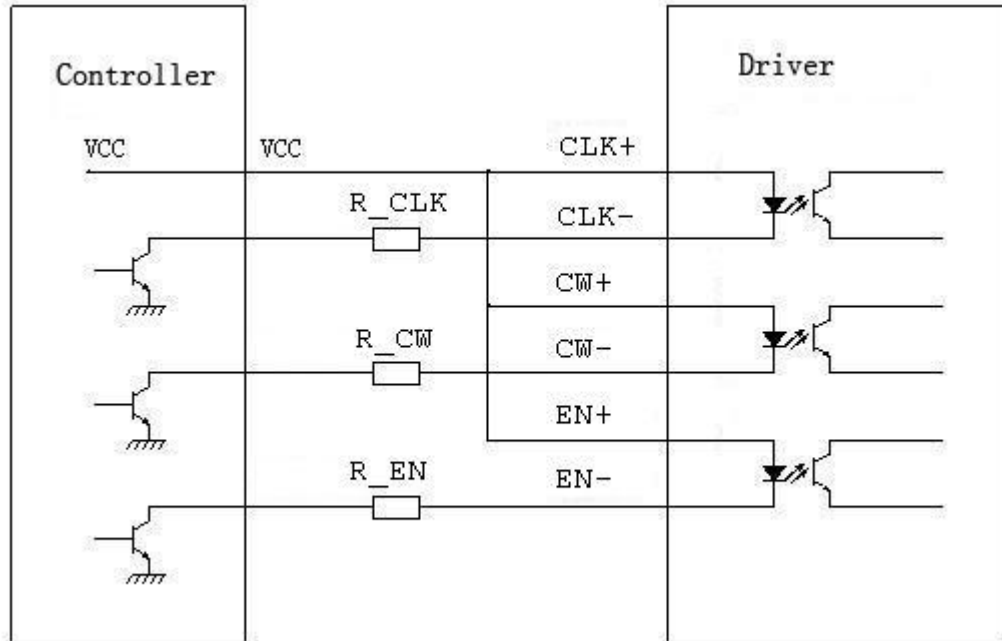 Controller
Driver
VCC
VCC
CLK+
R_CLK
CLK-
CW+
R_CW
CW-
EN+
R_EN
EN-